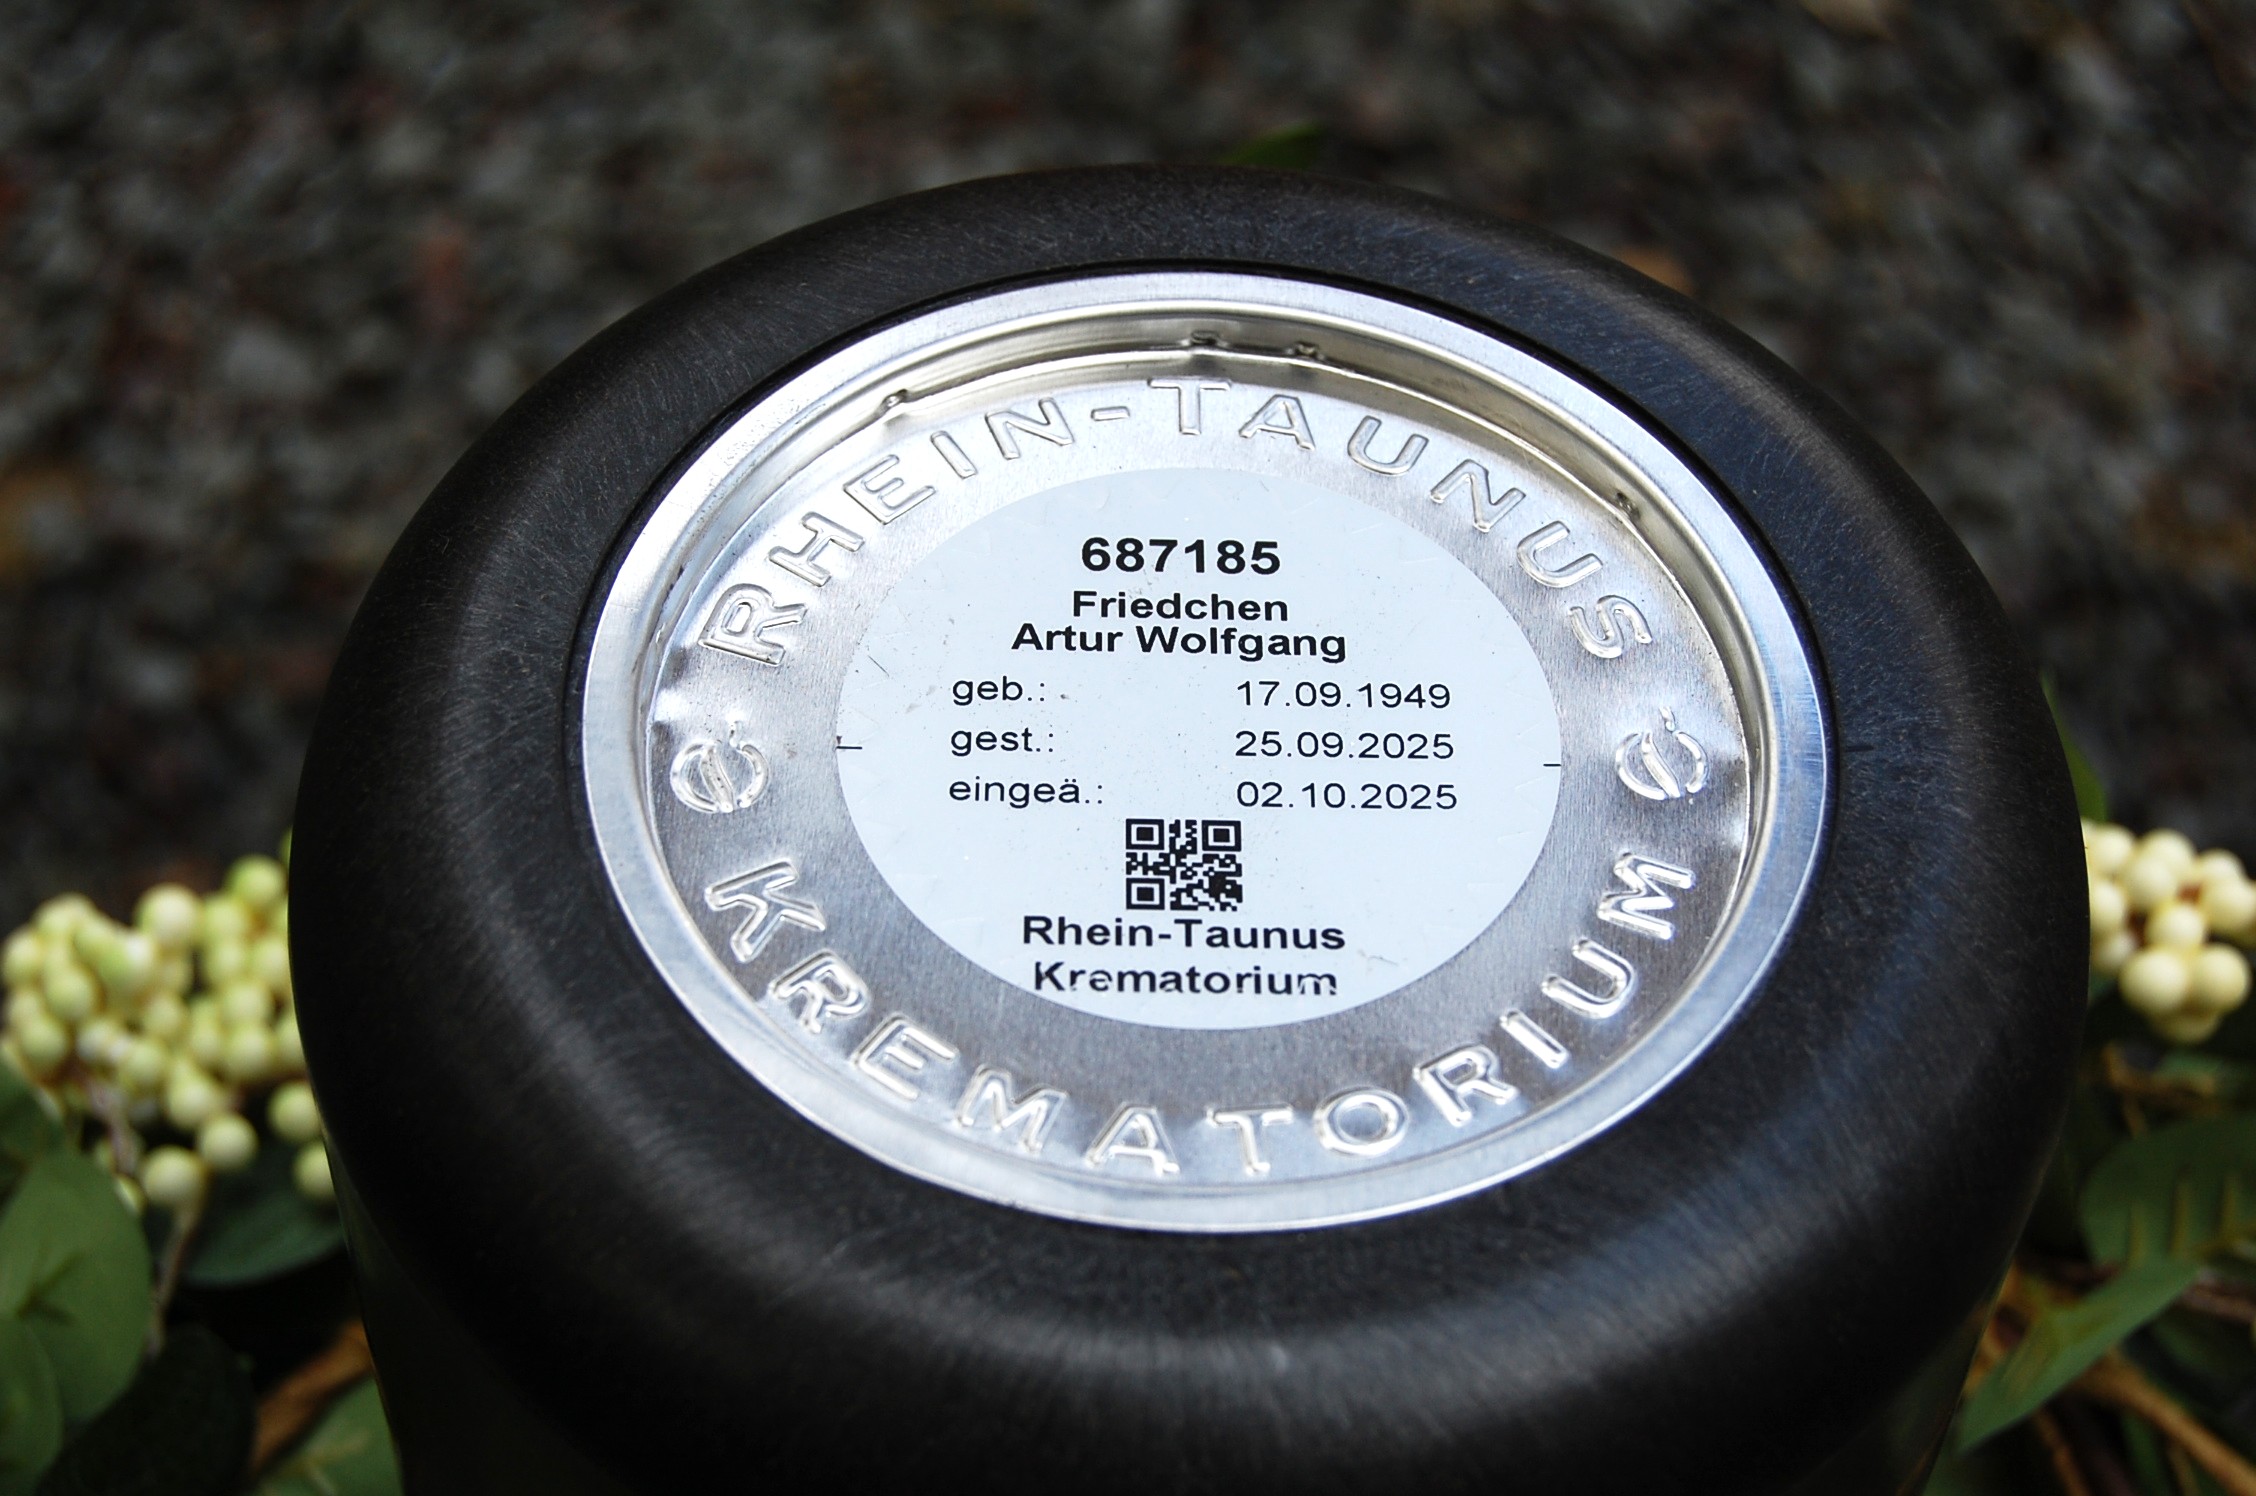 RHEIN-TAUNUS
687185
Friedchen
Artur Wolfgang
geb.: 17.09.1949
gest.: 25.09.2025
eingeä.: 02.10.2025
Rhein-Taunus
Krematorium
KREMATORIUM